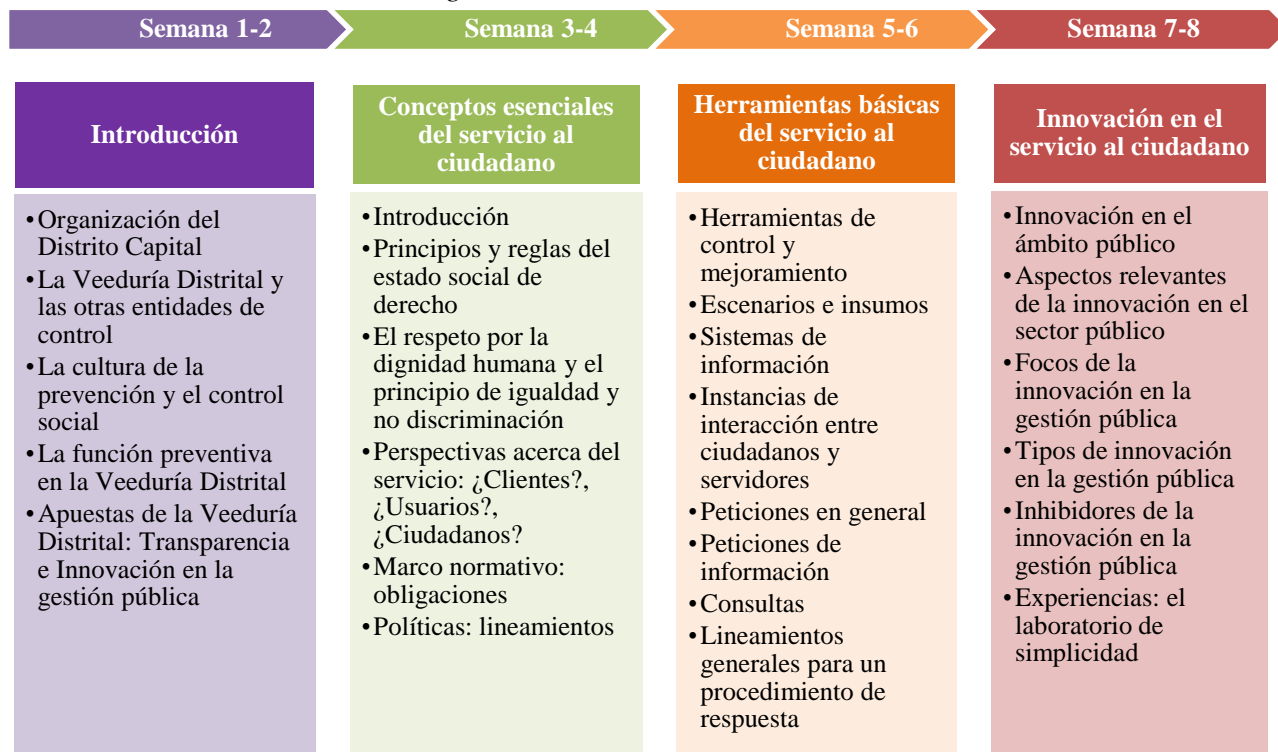 Semana 1-2
Semana 3-4
Semana 5-6
Semana 7-8
Introducción
•Organización del
Distrito Capital
•La Veeduría Distrital y
las otras entidades de
control
•La cultura de la
prevención y el control
social
•La función preventiva
en la Veeduría Distrital
•Apuestas de la Veeduría
Distrital: Transparencia
e Innovación en la
gestión pública
Conceptos esenciales
del servicio al
ciudadano
•Introducción
•Principios y reglas del
estado social de
derecho
•El respeto por la
dignidad humana y el
principio de igualdad y
no discriminación
•Perspectivas acerca del
servicio: ¿Clientes?,
¿Usuarios?,
¿Ciudadanos?
•Marco normativo:
obligaciones
•Políticas: lineamientos
Herramientas básicas
del servicio al
ciudadano
•Herramientas de
control y
mejoramiento
•Escenarios e insumos
•Sistemas de
información
•Instancias de
interacción entre
ciudadanos y
servidores
•Peticiones en general
•Peticiones de
información
•Consultas
•Lineamientos
generales para un
procedimiento de
respuesta
Innovación en el
servicio al ciudadano
•Innovación en el
ámbito público
•Aspectos relevantes
de la innovación en el
sector público
•Focos de la
innovación en la
gestión pública
•Tipos de innovación
en la gestión pública
•Inhibidores de la
innovación en la
gestión pública
•Experiencias: el
laboratorio de
simplicidad